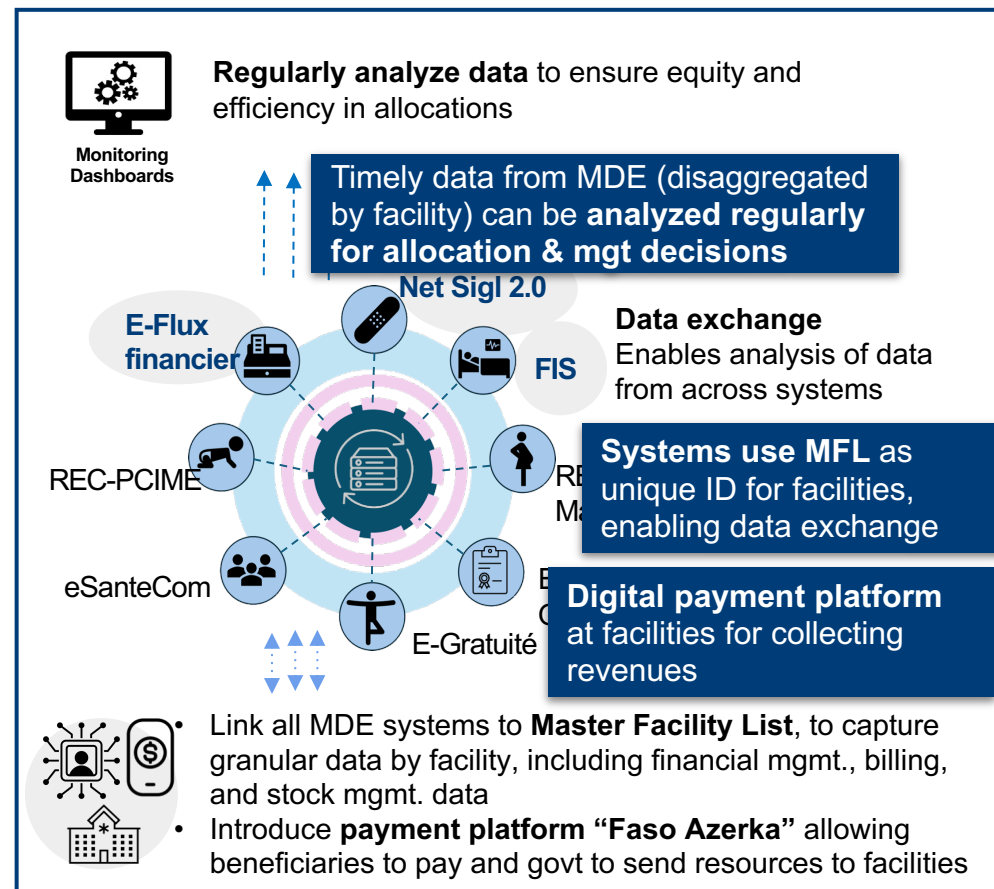 Regularly analyze data to ensure equity and
efficiency in allocations
Monitoring
Dashboards
Timely data from MDE (disaggregated
by facility) can be analyzed regularly
for allocation & mgt decisions
Net Sigl 2.0
E-Flux
financier
FIS
Data exchange
Enables analysis of data
from across systems
REC-PCIME
Systems use MFL as
unique ID for facilities,
enabling data exchange
eSanteCom
E-Gratuité
Digital payment platform
at facilities for collecting
revenues
• Link all MDE systems to Master Facility List, to capture
granular data by facility, including financial mgmt., billing,
and stock mgmt. data
• Introduce payment platform “Faso Azerka” allowing
beneficiaries to pay and govt to send resources to facilities